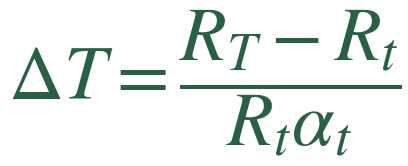 ΔT = (R_T − R_t) / (R_t α_t)